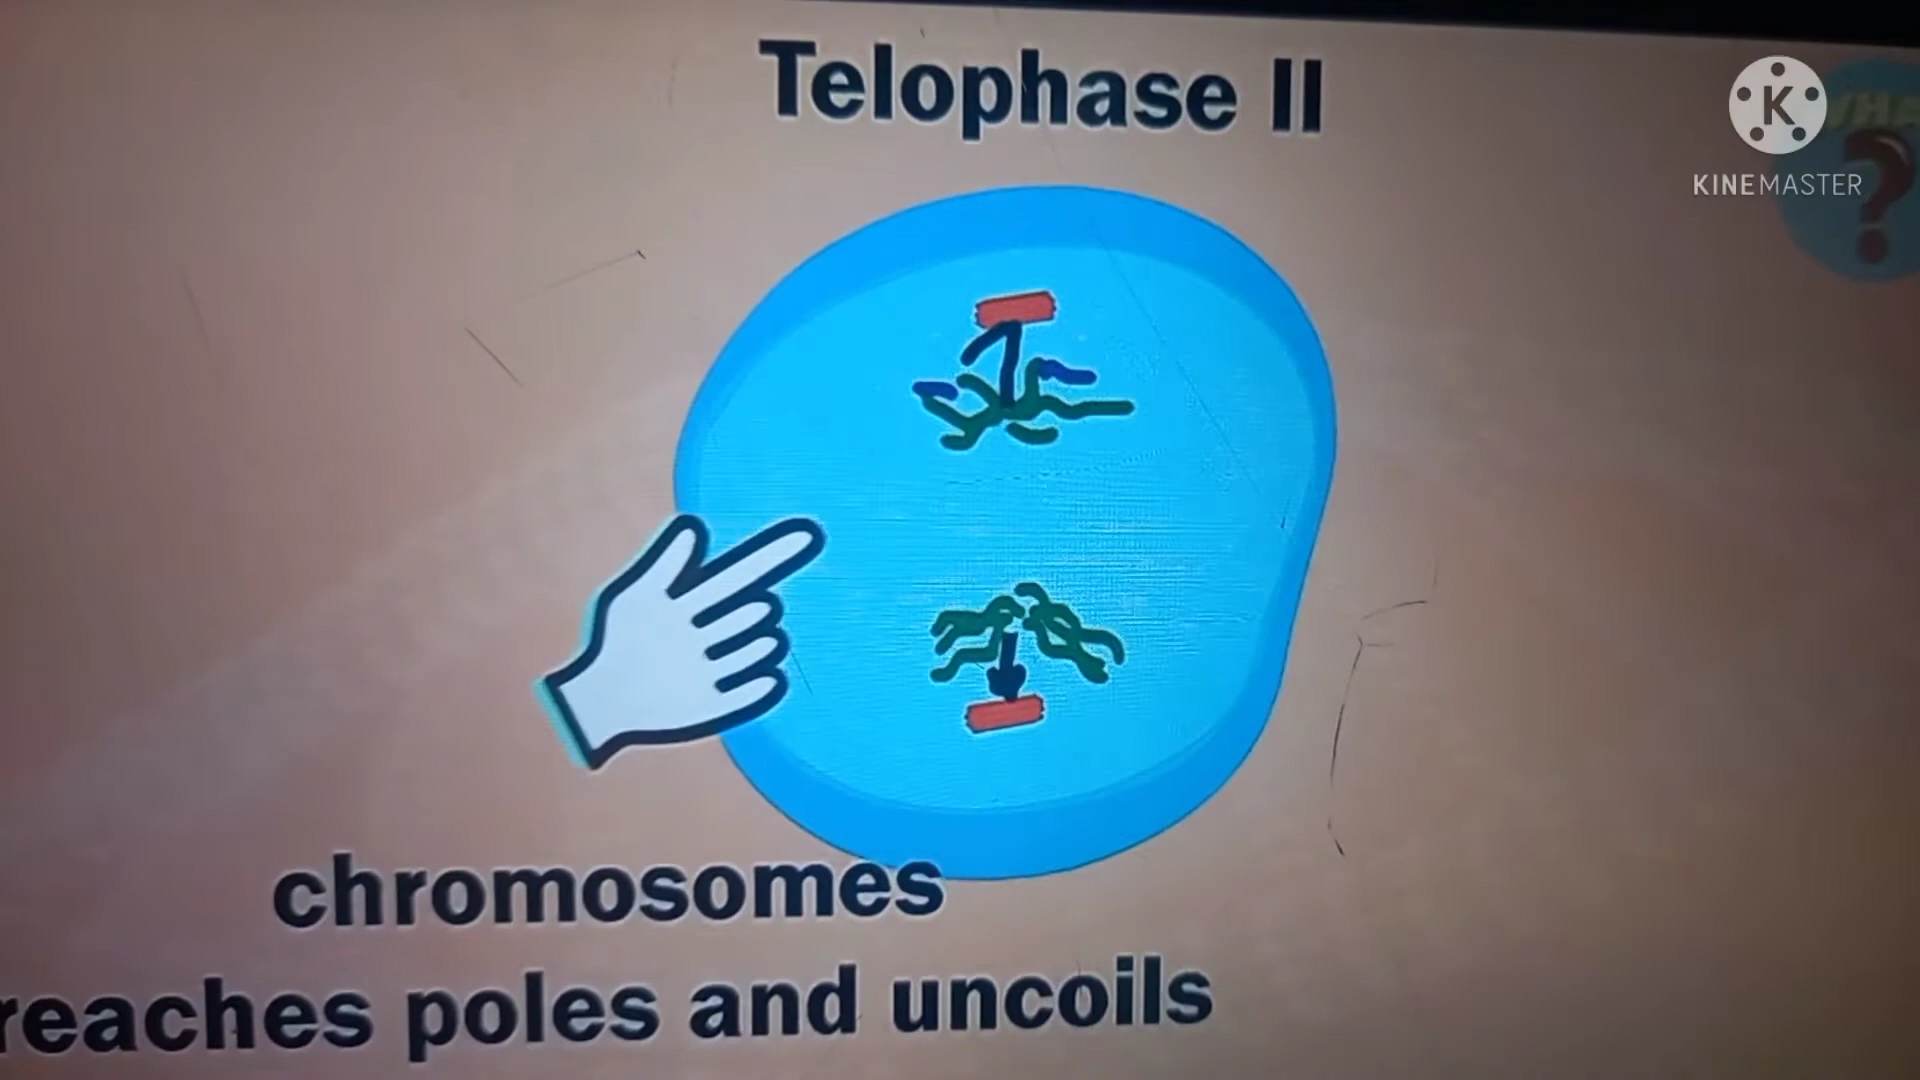 Telophase II
K
KINEMASTER
?
chromosomes
reaches poles and uncoils